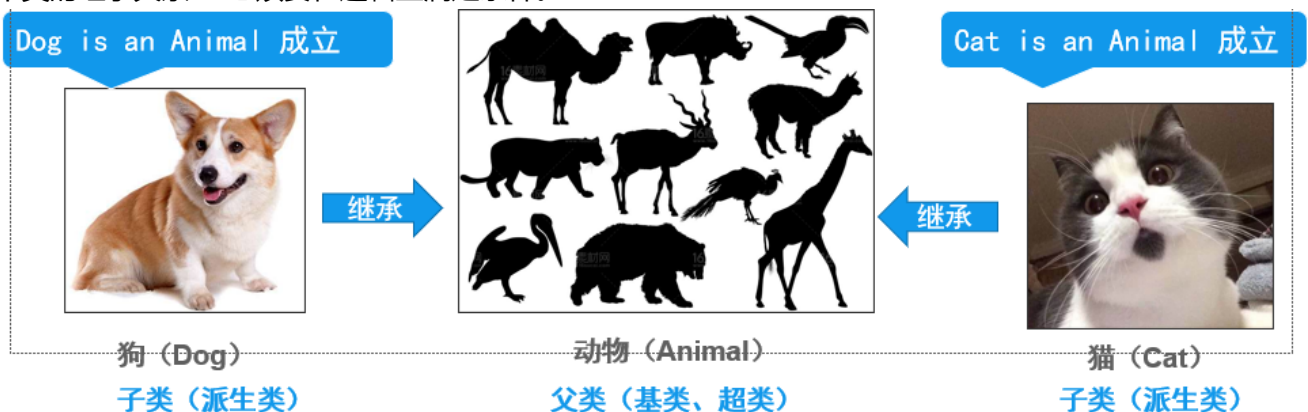 Dog is an Animal 成立
Cat is an Animal 成立
继承
继承
狗（Dog）
动物（Animal）
猫（Cat）
子类（派生类）
父类（基类、超类）
子类（派生类）